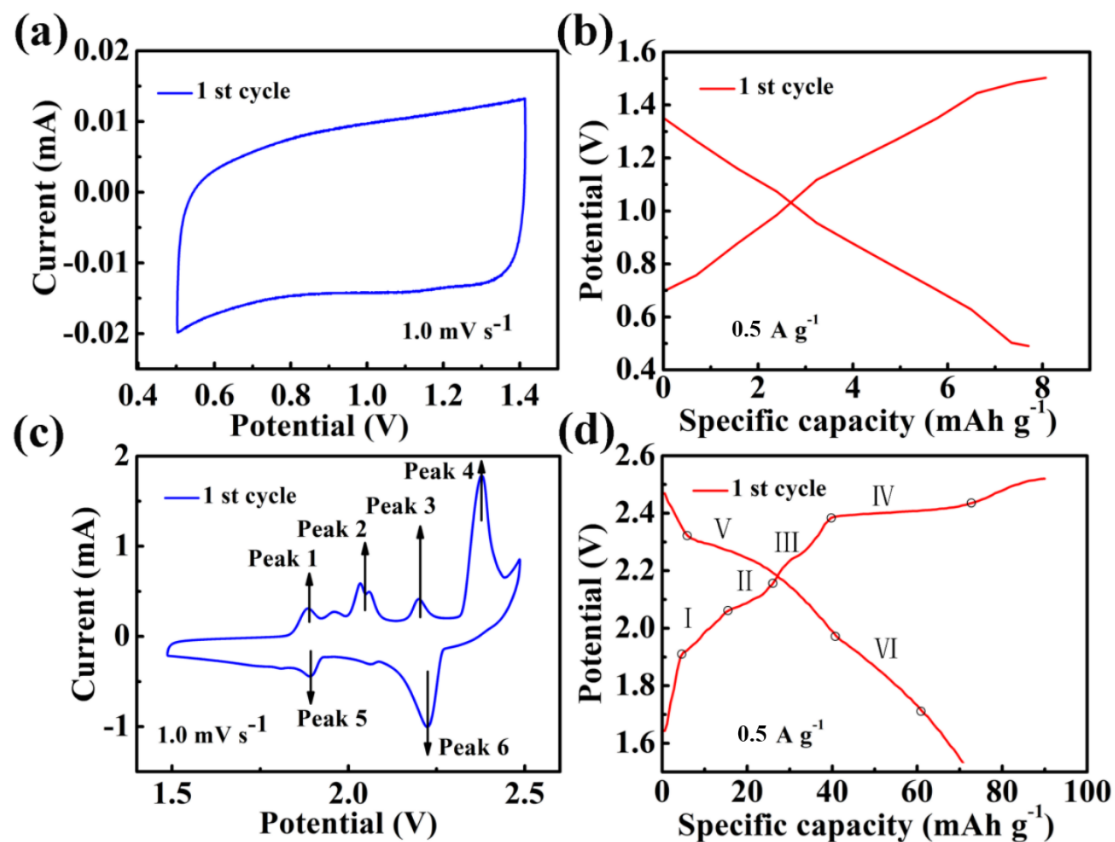 (a)
0.02
0.01
0.00
-0.01
-0.02
Current (mA)
1 st cycle
1.0 mV s-1
0.4 0.6 0.8 1.0 1.2 1.4
Potential (V)
(b)
1.6
1.4
1.2
1.0
0.8
0.6
0.4
Potential (V)
1 st cycle
0.5 A g-1
0 2 4 6 8
Specific capacity (mAh g-1)
(c)
2
1
0
-1
Current (mA)
1 st cycle
Peak 1
Peak 2
Peak 3
Peak 4
Peak 5
Peak 6
1.0 mV s-1
1.5 2.0 2.5
Potential (V)
(d)
2.6
2.4
2.2
2.0
1.8
1.6
Potential (V)
1 st cycle
I
II
III
IV
V
VI
0.5 A g-1
0 20 40 60 80 100
Specific capacity (mAh g-1)